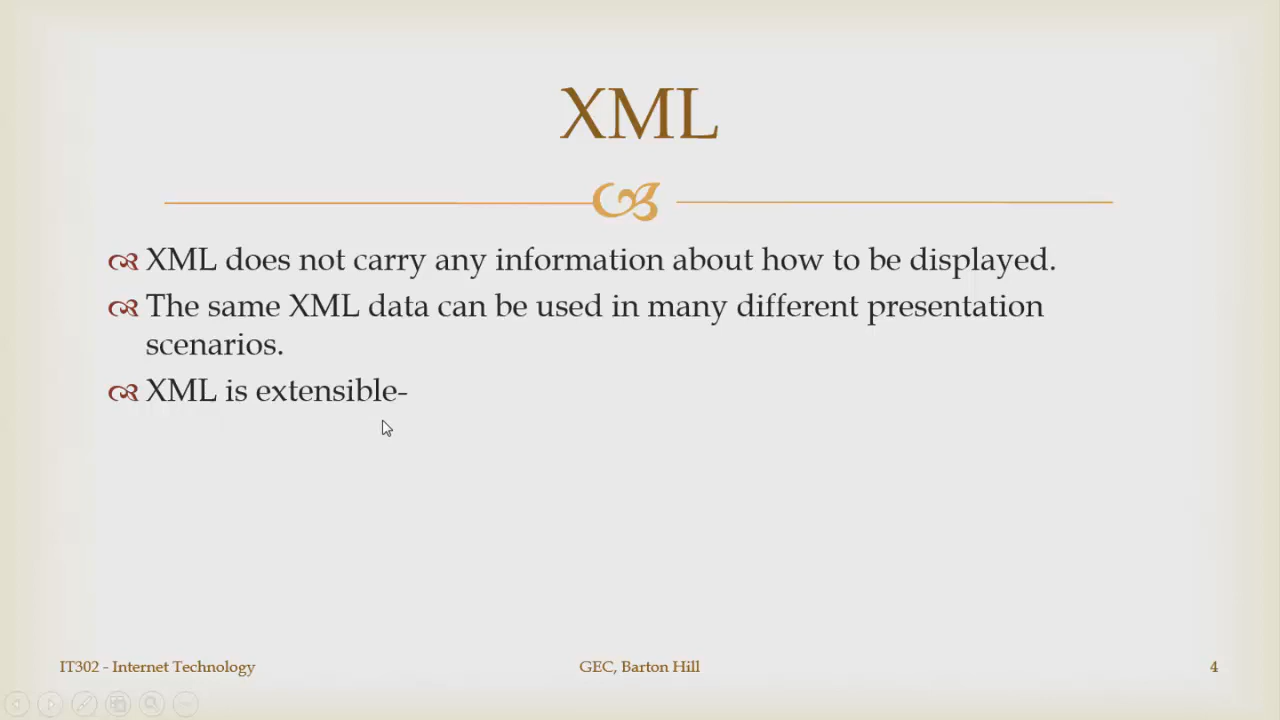 XML
XML does not carry any information about how to be displayed.
The same XML data can be used in many different presentation
scenarios.
XML is extensible-
IT302 - Internet Technology
GEC, Barton Hill
4